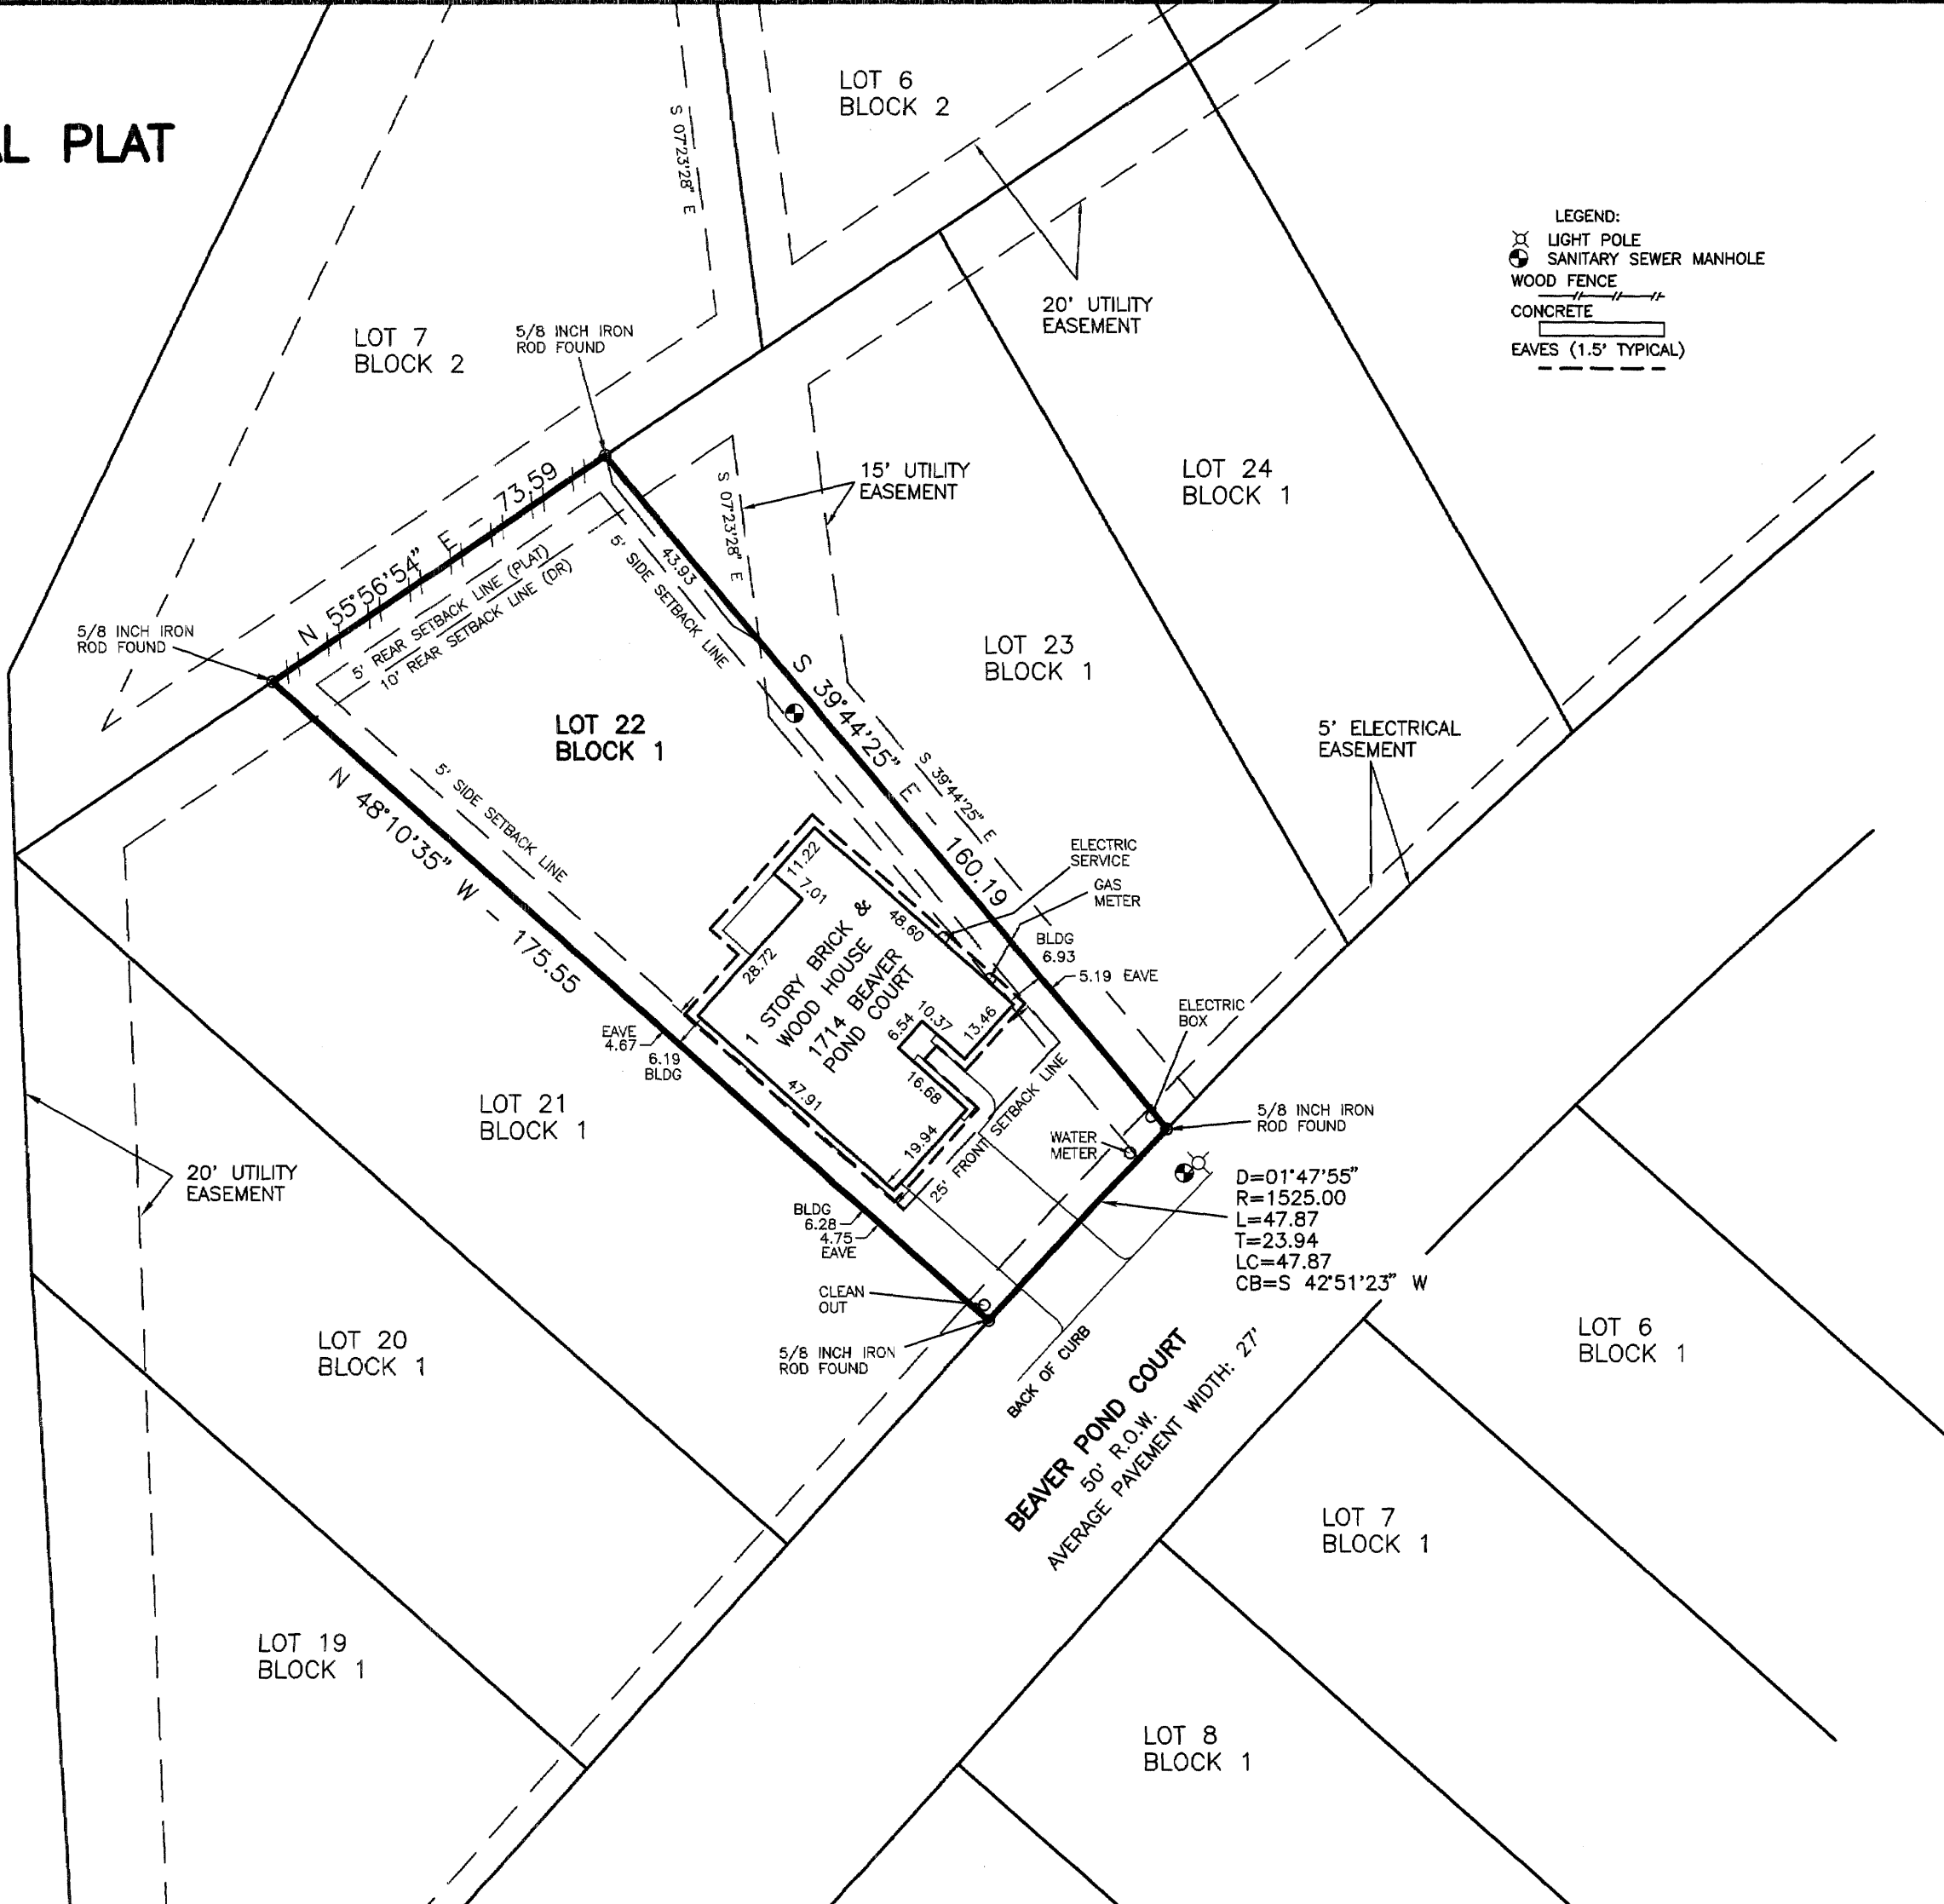 AL PLAT
LOT 6
BLOCK 2
S 07°23'28" E
LEGEND:
LIGHT POLE
SANITARY SEWER MANHOLE
WOOD FENCE
CONCRETE
EAVES (1.5' TYPICAL)
20' UTILITY
EASEMENT
LOT 7
BLOCK 2
5/8 INCH IRON
ROD FOUND
15' UTILITY
EASEMENT
S 07°23'28" E
LOT 24
BLOCK 1
N 55°56'54" E - 73.59
5' REAR SETBACK LINE (PLAT)
10' REAR SETBACK LINE (DR)
43.93
5' SIDE SETBACK LINE
5/8 INCH IRON
ROD FOUND
LOT 23
BLOCK 1
S 39°44'25" E - 160.19
S 39°44'25" E
LOT 22
BLOCK 1
5' ELECTRICAL
EASEMENT
5' SIDE SETBACK LINE
N 48°10'35" W - 175.55
ELECTRIC
SERVICE
GAS
METER
11.22
7.01
48.60
28.72
1 STORY BRICK &
WOOD HOUSE
1714 BEAVER
POND COURT
BLDG
6.93
5.19 EAVE
ELECTRIC
BOX
6.54
10.37
13.46
16.68
19.94
47.91
EAVE
4.67
6.19
BLDG
25' FRONT SETBACK LINE
LOT 21
BLOCK 1
WATER
METER
5/8 INCH IRON
ROD FOUND
20' UTILITY
EASEMENT
D=01°47'55"
R=1525.00
L=47.87
T=23.94
LC=47.87
CB=S 42°51'23" W
BLDG
6.28
4.75
EAVE
CLEAN
OUT
5/8 INCH IRON
ROD FOUND
BACK OF CURB
BEAVER POND COURT
50' R.O.W.
AVERAGE PAVEMENT WIDTH: 27'
LOT 20
BLOCK 1
LOT 6
BLOCK 1
LOT 7
BLOCK 1
LOT 19
BLOCK 1
LOT 8
BLOCK 1